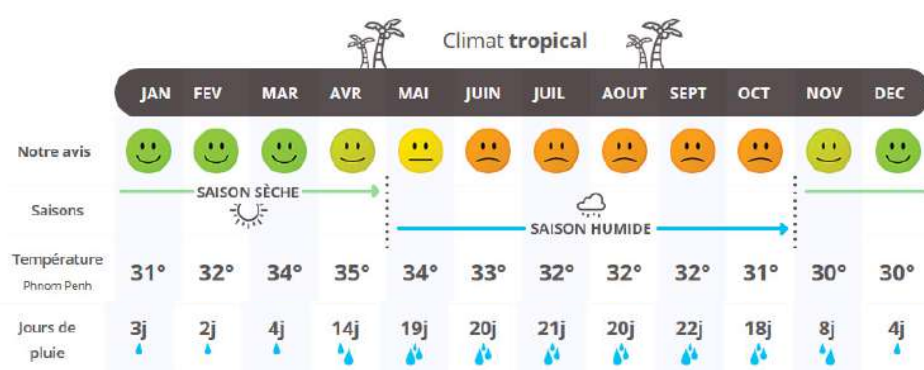 Climat tropical
JAN FEV MAR AVR MAI JUIN JUIL AOUT SEPT OCT NOV DEC
Notre avis
SAISON SÈCHE
Saisons
SAISON HUMIDE
Température
Phnom Penh
31° 32° 34° 35° 34° 33° 32° 32° 32° 31° 30° 30°
Jours de
pluie
3j 2j 4j 14j 19j 20j 21j 20j 22j 18j 8j 4j